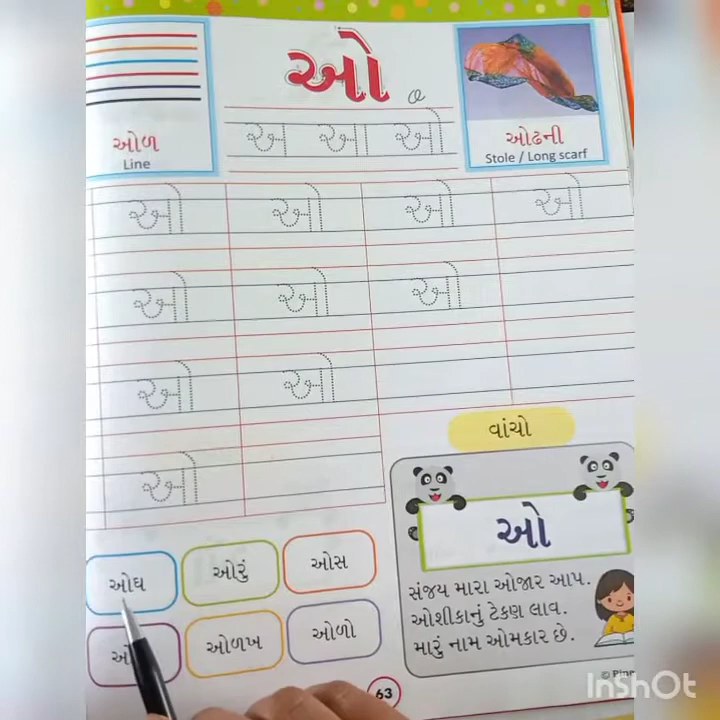 ઓ
a
અ આ ઓ
ઓળ
Line
ઓઢની
Stole / Long scarf
ઓ ઓ ઓ ઓ
ઓ ઓ ઓ
ઓ ઓ
ઓ
વાંચો
ઓ
સંજય મારા ઓજાર આપ.
ઓશીકાનું ટેકણ લાવ.
મારું નામ ઓમકાર છે.
ઓઘ ઓરું ઓસ
ઓળખ ઓળો
63
InShOt